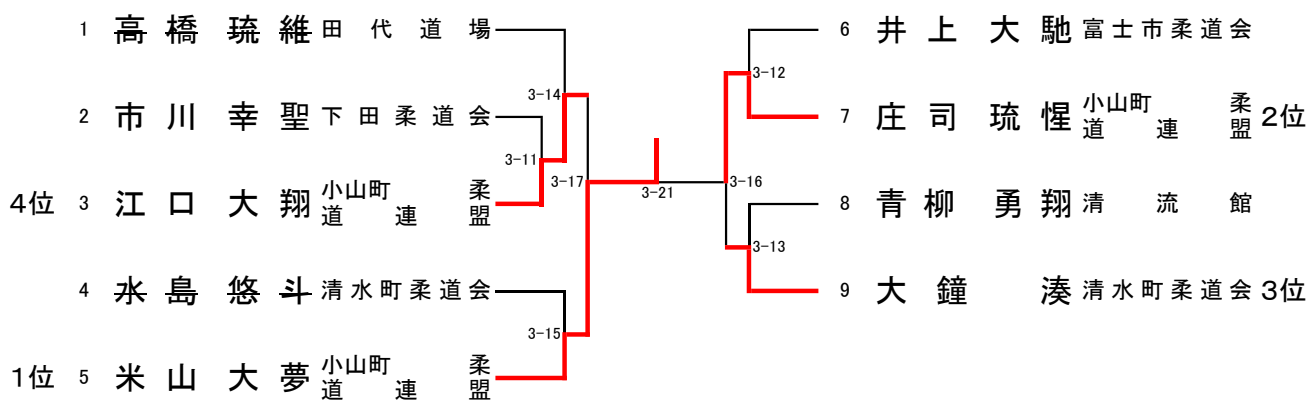 1 高橋琉維 田代道場
2 市川幸聖 下田柔道会
4位 3 江口大翔 小山町柔道連盟
4 水島悠斗 清水町柔道会
1位 5 米山大夢 小山町柔道連盟
3-14
3-11
3-17
3-15
3-21
3-12
3-16
3-13
6 井上大馳 富士市柔道会
7 庄司琉惺 小山町柔道連盟 2位
8 青柳勇翔 清流館
9 大鐘湊 清水町柔道会 3位